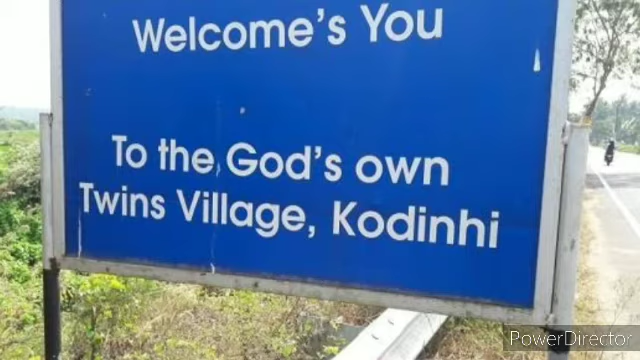 Welcome's You
To the God's own
Twins Village, Kodinhi
PowerDirector